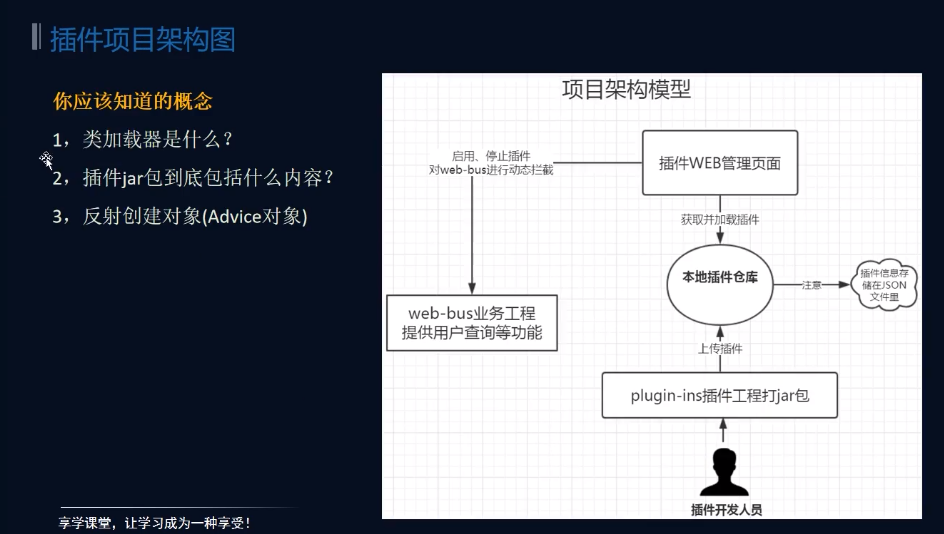 插件项目架构图
你应该知道的概念
1，类加载器是什么？
2，插件jar包到底包括什么内容？
3，反射创建对象(Advice对象)
项目架构模型
启用、停止插件
对web-bus进行动态拦截
插件WEB管理页面
获取并加载插件
本地插件仓库
注意
插件信息存
储在JSON
文件里
web-bus业务工程
提供用户查询等功能
上传插件
plugin-ins插件工程打jar包
插件开发人员
享学课堂，让学习成为一种享受！